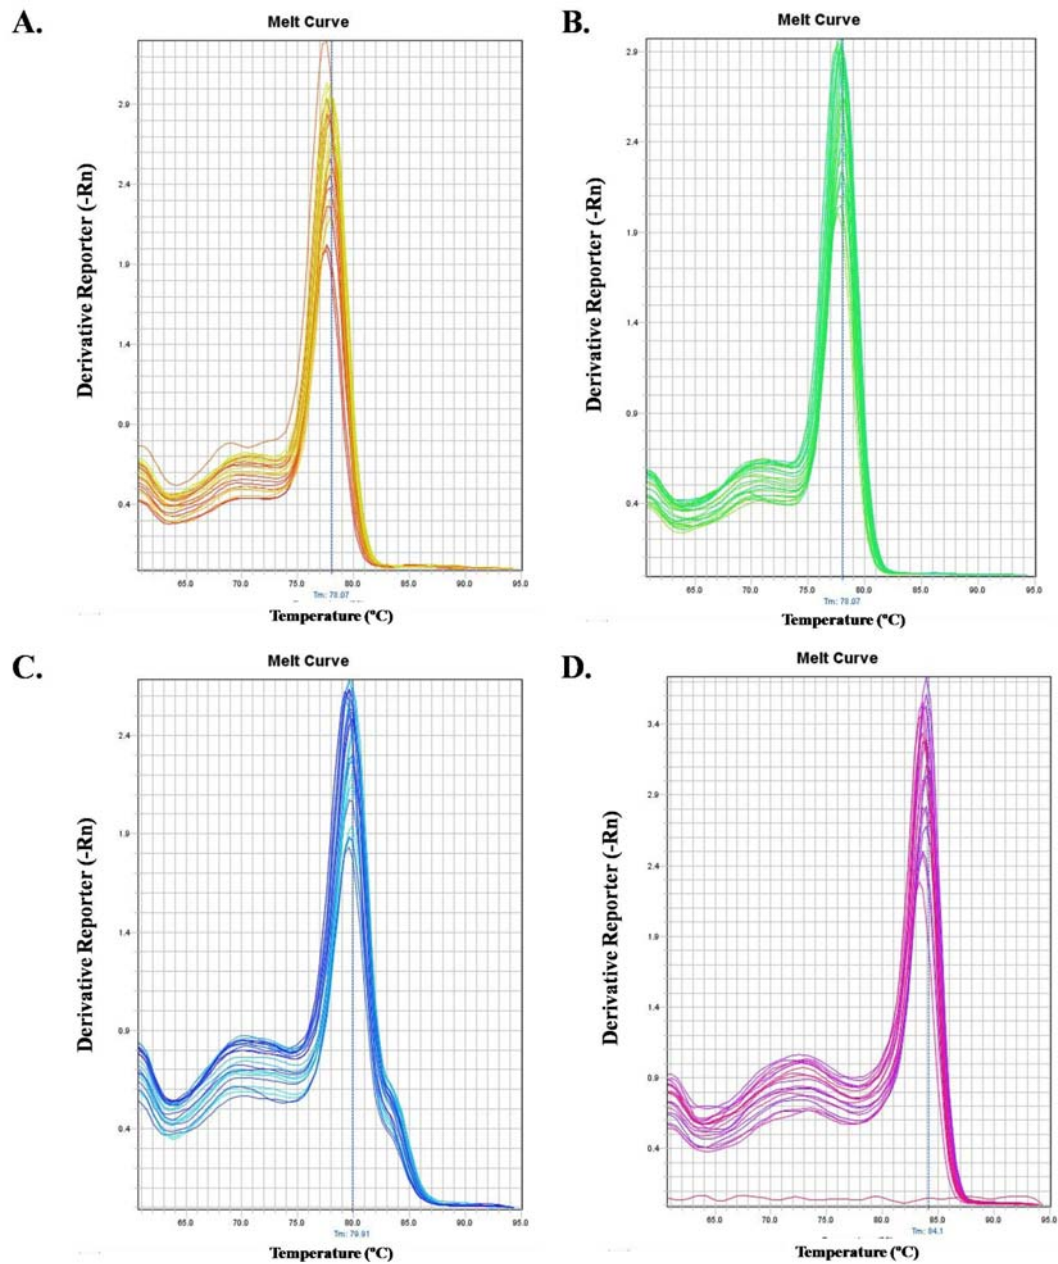 A.
Melt Curve
Derivative Reporter (-Rn)
2.9
2.4
1.9
1.4
0.9
0.4
65.0 70.0 75.0 80.0 85.0 90.0 95.0
Tm: 78.07
Temperature (ºC)
B.
Melt Curve
Derivative Reporter (-Rn)
2.9
2.4
1.9
1.4
0.9
0.4
65.0 70.0 75.0 80.0 85.0 90.0 95.0
Tm: 78.07
Temperature (ºC)
C.
Melt Curve
Derivative Reporter (-Rn)
2.4
1.9
1.4
0.9
0.4
65.0 70.0 75.0 80.0 85.0 90.0 95.0
Tm: 79.91
Temperature (ºC)
D.
Melt Curve
Derivative Reporter (-Rn)
3.4
2.9
2.4
1.9
1.4
0.9
0.4
65.0 70.0 75.0 80.0 85.0 90.0 95.0
Tm: 84.1
Temperature (ºC)